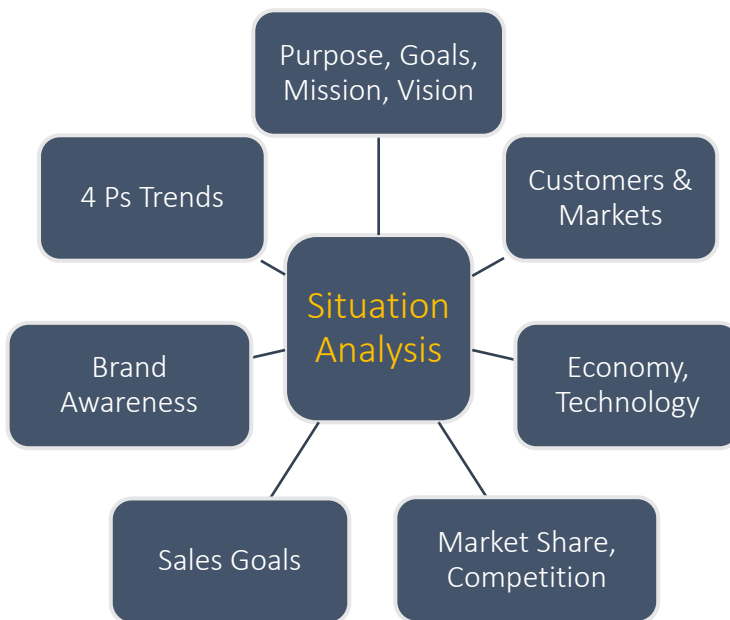 Purpose, Goals,
Mission, Vision
4 Ps Trends
Customers &
Markets
Situation
Analysis
Brand
Awareness
Economy,
Technology
Sales Goals
Market Share,
Competition